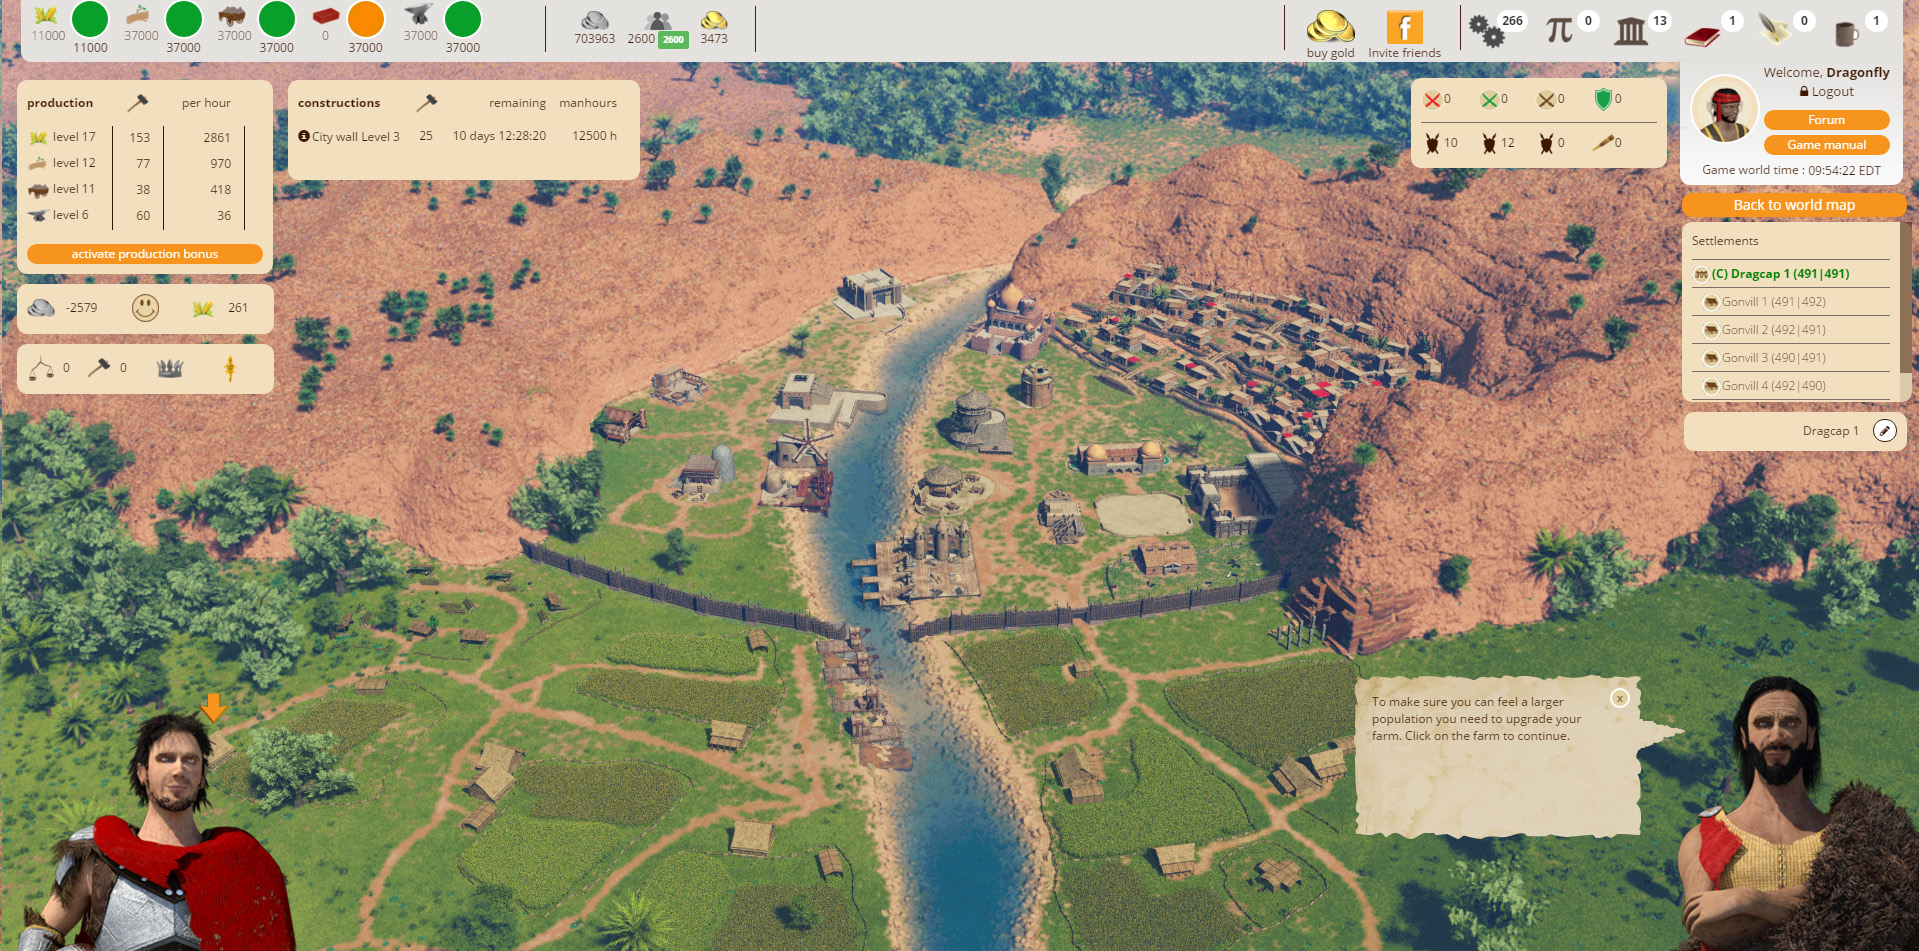 11000 37000 37000 0 37000
11000 37000 37000 37000 37000
703963 2600 2600 3473
buy gold Invite friends
266 0 13 1 0 1
production per hour
level 17 153 2861
level 12 77 970
level 11 38 418
level 6 60 36
activate production bonus
constructions remaining manhours
City wall Level 3 25 10 days 12:28:20 12500 h
-2579 261
0 0
0 0 0 0
10 12 0 0
Welcome, Dragonfly
Logout
Forum
Game manual
Game world time : 09:54:22 EDT
Back to world map
Settlements
(C) Dragcap 1 (491|491)
Gonvill 1 (491|492)
Gonvill 2 (492|491)
Gonvill 3 (490|491)
Gonvill 4 (492|490)
Dragcap 1
To make sure you can feel a larger
population you need to upgrade your
farm. Click on the farm to continue.
x